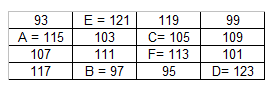 93 E = 121 119 99
A = 115 103 C= 105 109
107 111 F= 113 101
117 B = 97 95 D= 123